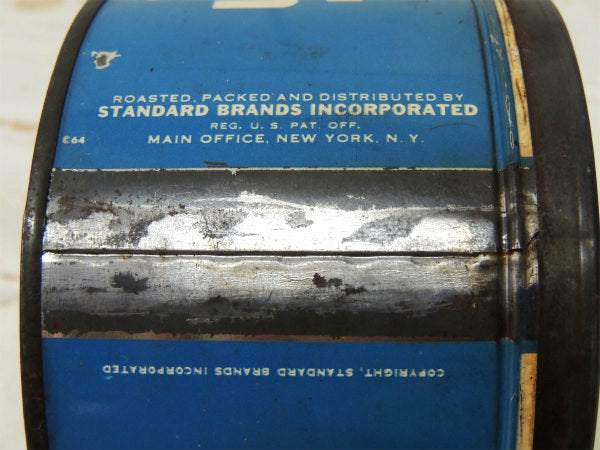 ROASTED, PACKED AND DISTRIBUTED BY
STANDARD BRANDS INCORPORATED
REG. U. S. PAT. OFF.
C64
MAIN OFFICE, NEW YORK, N. Y.
COPYRIGHT, STANDARD BRANDS INCORPORATED